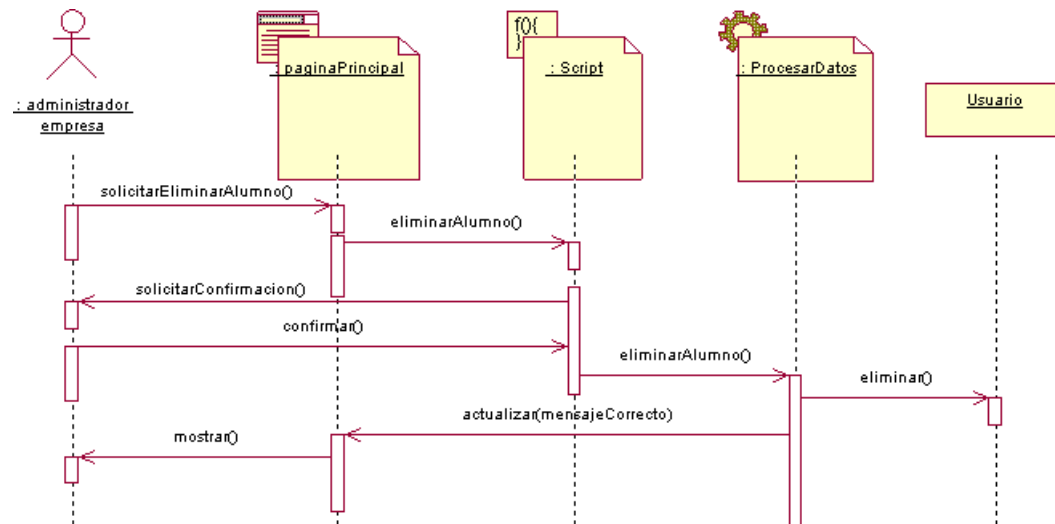 f(){
}
: paginaPrincipal
: Script
: ProcesarDatos
: administrador
empresa
Usuario
solicitarEliminarAlumno()
eliminarAlumno()
solicitarConfirmacion()
confirmar()
eliminarAlumno()
eliminar()
actualizar(mensajeCorrecto)
mostrar()